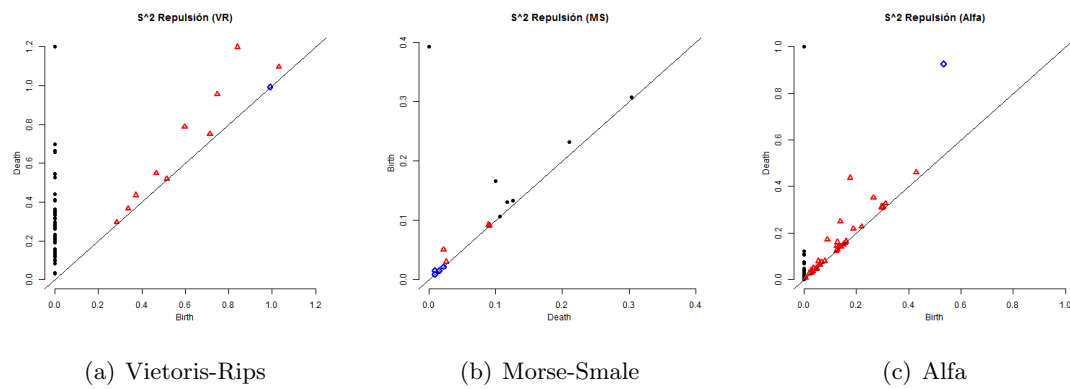 S^2 Repulsión (VR)
Death
0.0 0.2 0.4 0.6 0.8 1.0 1.2
0.0 0.2 0.4 0.6 0.8 1.0 1.2
Birth
(a) Vietoris-Rips
S^2 Repulsión (MS)
Birth
0.0 0.1 0.2 0.3 0.4
0.0 0.1 0.2 0.3 0.4
Death
(b) Morse-Smale
S^2 Repulsión (Alfa)
Death
0.0 0.2 0.4 0.6 0.8 1.0
0.0 0.2 0.4 0.6 0.8 1.0
Birth
(c) Alfa